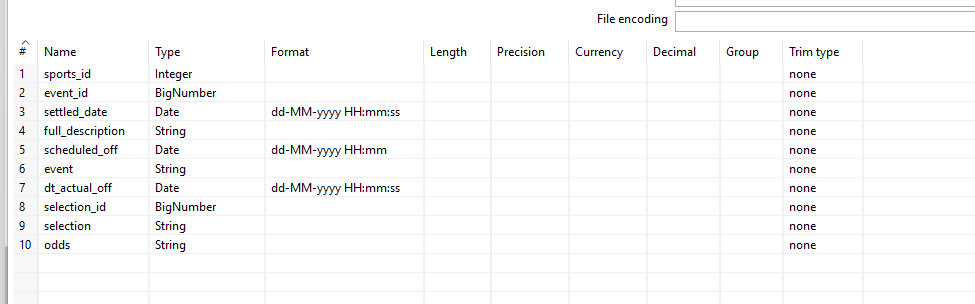 File encoding
# Name Type Format Length Precision Currency Decimal Group Trim type
1 sports_id Integer none
2 event_id BigNumber none
3 settled_date Date dd-MM-yyyy HH:mm:ss none
4 full_description String none
5 scheduled_off Date dd-MM-yyyy HH:mm none
6 event String none
7 dt_actual_off Date dd-MM-yyyy HH:mm:ss none
8 selection_id BigNumber none
9 selection String none
10 odds String none